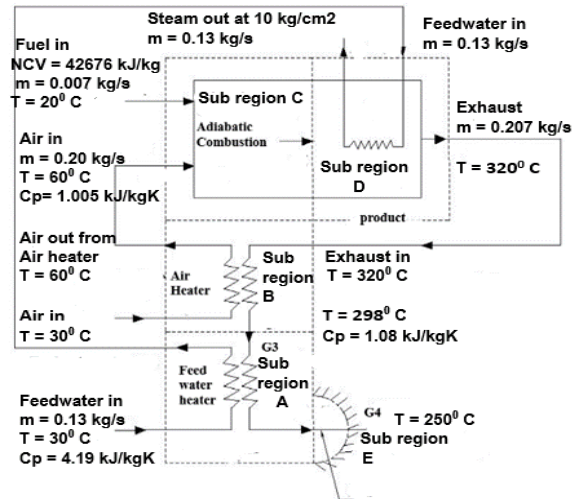 Steam out at 10 kg/cm2
m = 0.13 kg/s
Feedwater in
m = 0.13 kg/s
Fuel in
NCV = 42676 kJ/kg
m = 0.007 kg/s
T = 20⁰ C
Sub region C
Adiabatic
Combustion
Exhaust
m = 0.207 kg/s
T = 320⁰ C
Air in
m = 0.20 kg/s
T = 60⁰ C
Cp= 1.005 kJ/kgK
Sub region
D
product
Air out from
Air heater
T = 60⁰ C
Air
Heater
Sub
region
B
Exhaust in
T = 320⁰ C
Air in
T = 30⁰ C
T = 298⁰ C
Cp = 1.08 kJ/kgK
G3
Feed
water
heater
Sub
region
A
Feedwater in
m = 0.13 kg/s
T = 30⁰ C
Cp = 4.19 kJ/kgK
G4
T = 250⁰ C
Sub region
E